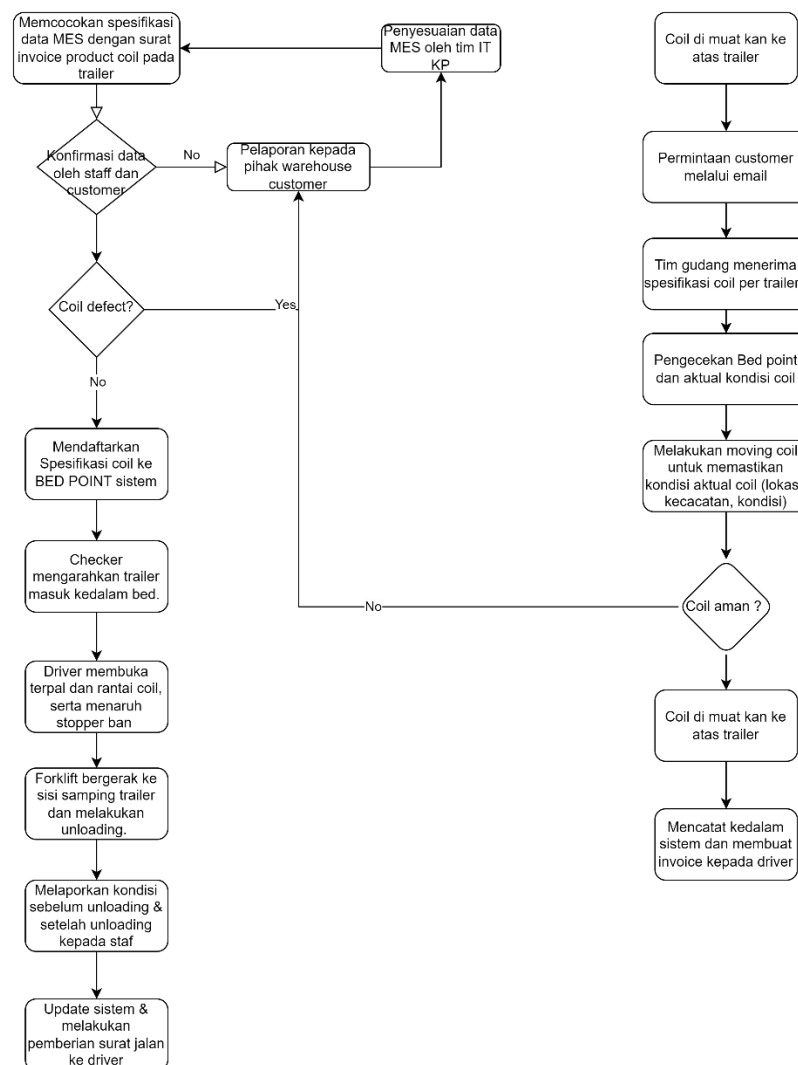 Memcocokan spesifikasi
data MES dengan surat
invoice product coil pada
trailer
Penyesuaian data
MES oleh tim IT
KP
Konfirmasi data
oleh staff dan
customer
No
Pelaporan kepada
pihak warehouse
customer
Coil defect?
Yes
No
Mendaftarkan
Spesifikasi coil ke
BED POINT sistem
Checker
mengarahkan trailer
masuk kedalam bed.
Driver membuka
terpal dan rantai coil,
serta menaruh
stopper ban
Forklift bergerak ke
sisi samping trailer
dan melakukan
unloading.
Melaporkan kondisi
sebelum unloading &
setelah unloading
kepada staf
Update sistem &
melakukan
pemberian surat jalan
ke driver
Coil di muat kan ke
atas trailer
Permintaan customer
melalui email
Tim gudang menerima
spesifikasi coil per trailer
Pengecekan Bed point
dan aktual kondisi coil
Melakukan moving coil
untuk memastikan
kondisi aktual coil (lokas
kecacatan, kondisi)
Coil aman ?
No
Coil di muat kan ke
atas trailer
Mencatat kedalam
sistem dan membuat
invoice kepada driver